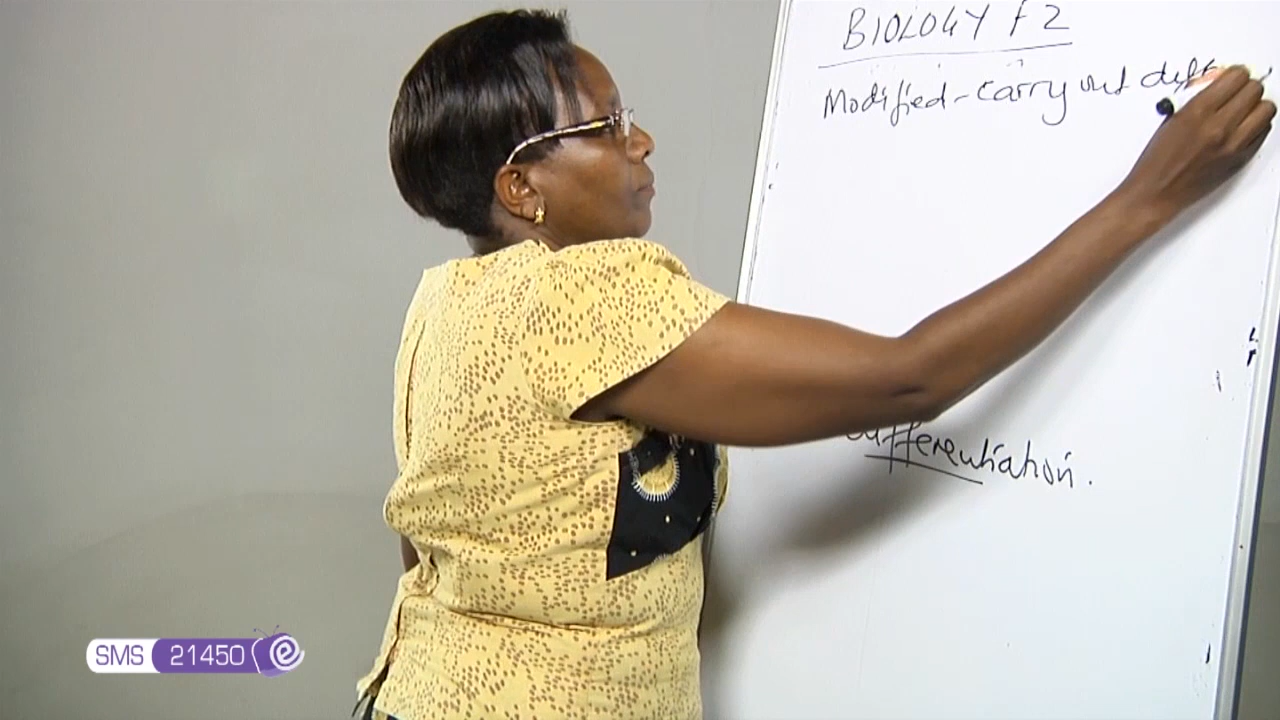 BIOLOGY F2
Modified - carry out diff
differentiation.
SMS 21450